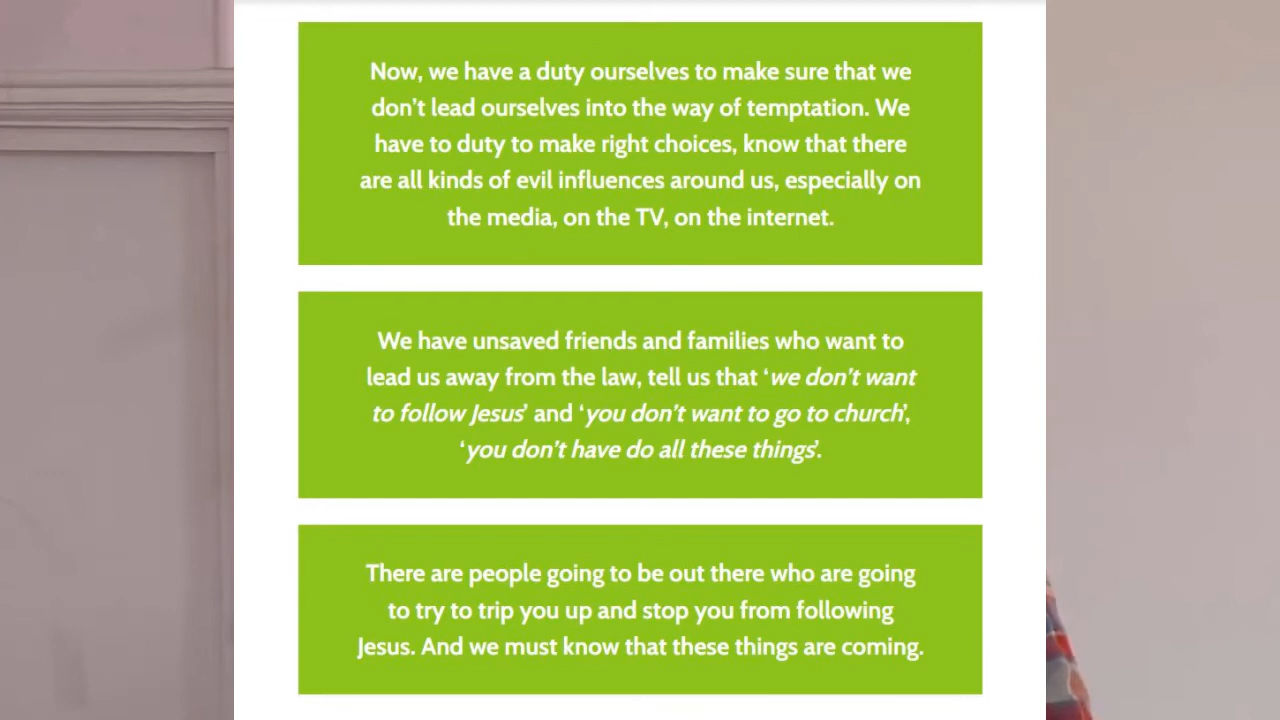 Now, we have a duty ourselves to make sure that we
don’t lead ourselves into the way of temptation. We
have to duty to make right choices, know that there
are all kinds of evil influences around us, especially on
the media, on the TV, on the internet.
We have unsaved friends and families who want to
lead us away from the law, tell us that ‘we don’t want
to follow Jesus’ and ‘you don’t want to go to church’,
‘you don’t have do all these things’.
There are people going to be out there who are going
to try to trip you up and stop you from following
Jesus. And we must know that these things are coming.